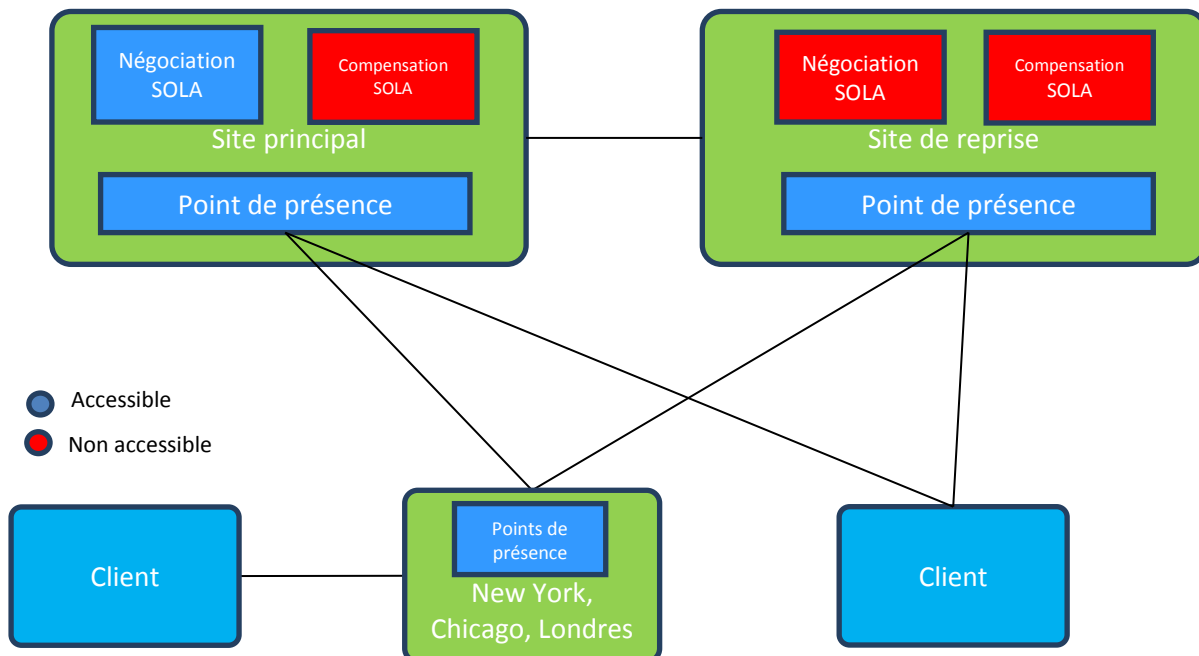 Négociation
SOLA
Compensation
SOLA
Site principal
Point de présence
Négociation
SOLA
Compensation
SOLA
Site de reprise
Point de présence
Accessible
Non accessible
Client
Points de
présence
New York,
Chicago, Londres
Client